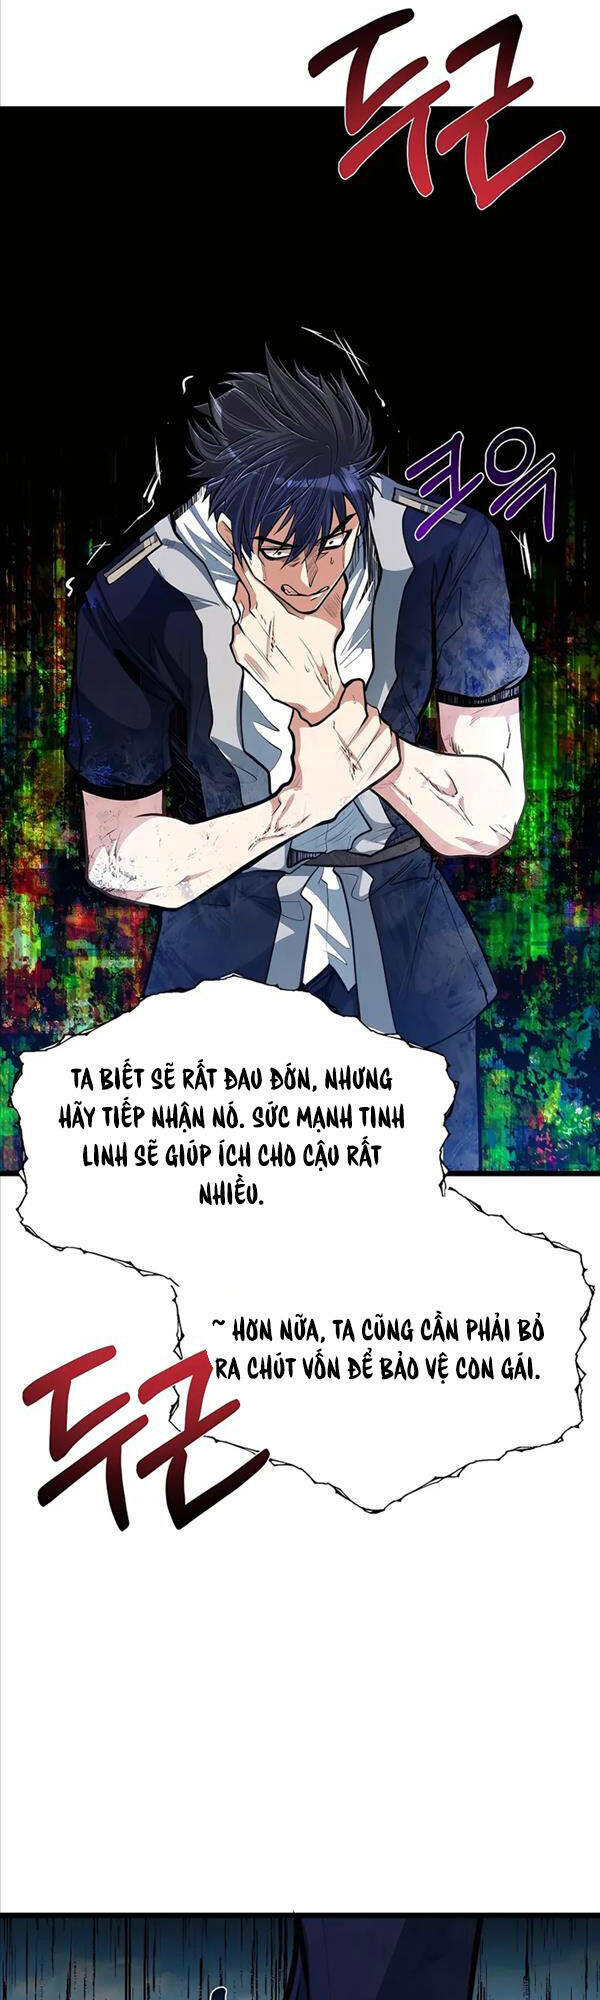 두근
크윽
TA BIẾT SẼ RẤT ĐAU ĐỚN, NHƯNG
HÃY TIẾP NHẬN NÓ. SỨC MẠNH TINH
LINH SẼ GIÚP ÍCH CHO CẬU RẤT
NHIỀU.
~ HƠN NỮA, TA CŨNG CẦN PHẢI BỎ
RA CHÚT VỐN ĐỂ BẢO VỆ CON GÁI.
두근